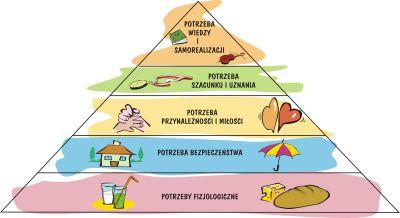 POTRZEBA
WIEDZY
I
SAMOREALIZACJI
POTRZEBA
SZACUNKU I UZNANIA
POTRZEBA
PRZYNALEŻNOŚCI I MIŁOŚCI
POTRZEBA BEZPIECZEŃSTWA
POTRZEBY FIZJOLOGICZNE